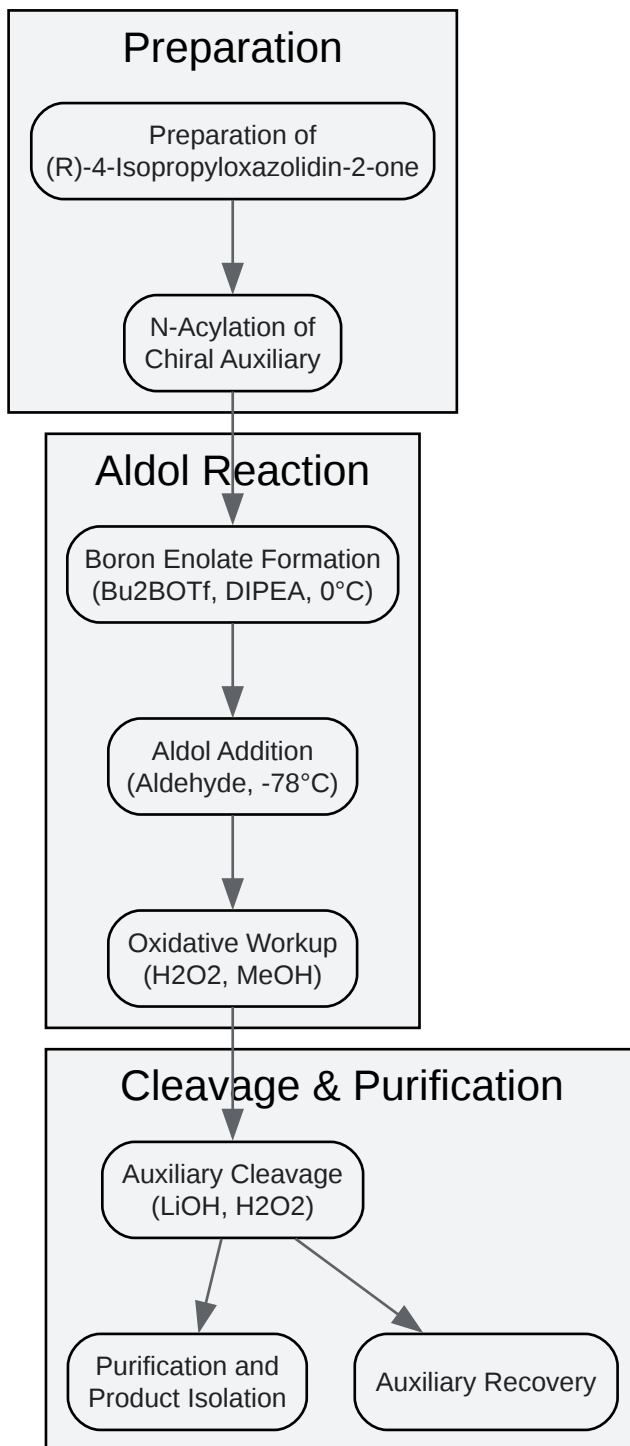 Preparation
Preparation of
(R)-4-Isopropyloxazolidin-2-one
N-Acylation of
Chiral Auxiliary
Aldol Reaction
Boron Enolate Formation
(Bu2BOTf, DIPEA, 0°C)
Aldol Addition
(Aldehyde, -78°C)
Oxidative Workup
(H2O2, MeOH)
Cleavage & Purification
Auxiliary Cleavage
(LiOH, H2O2)
Purification and
Product Isolation
Auxiliary Recovery